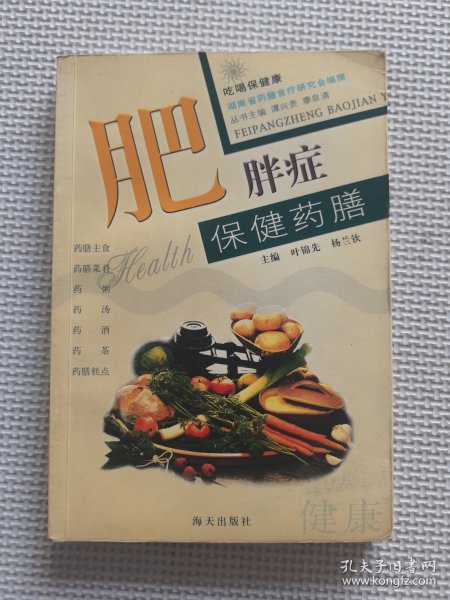 吃喝保健康
湖南省药膳食疗研究会编撰
丛书主编 谭兴贵 廖泉清
FEIPANGZHENG BAOJIAN Y
肥
胖症
保健药膳
主编 叶锦先 杨兰钦
Health
药膳主食
药膳菜肴
药粥
药汤
药酒
药茶
药膳糕点
海天出版社
健康
孔夫子旧书网
www.kongfz.com